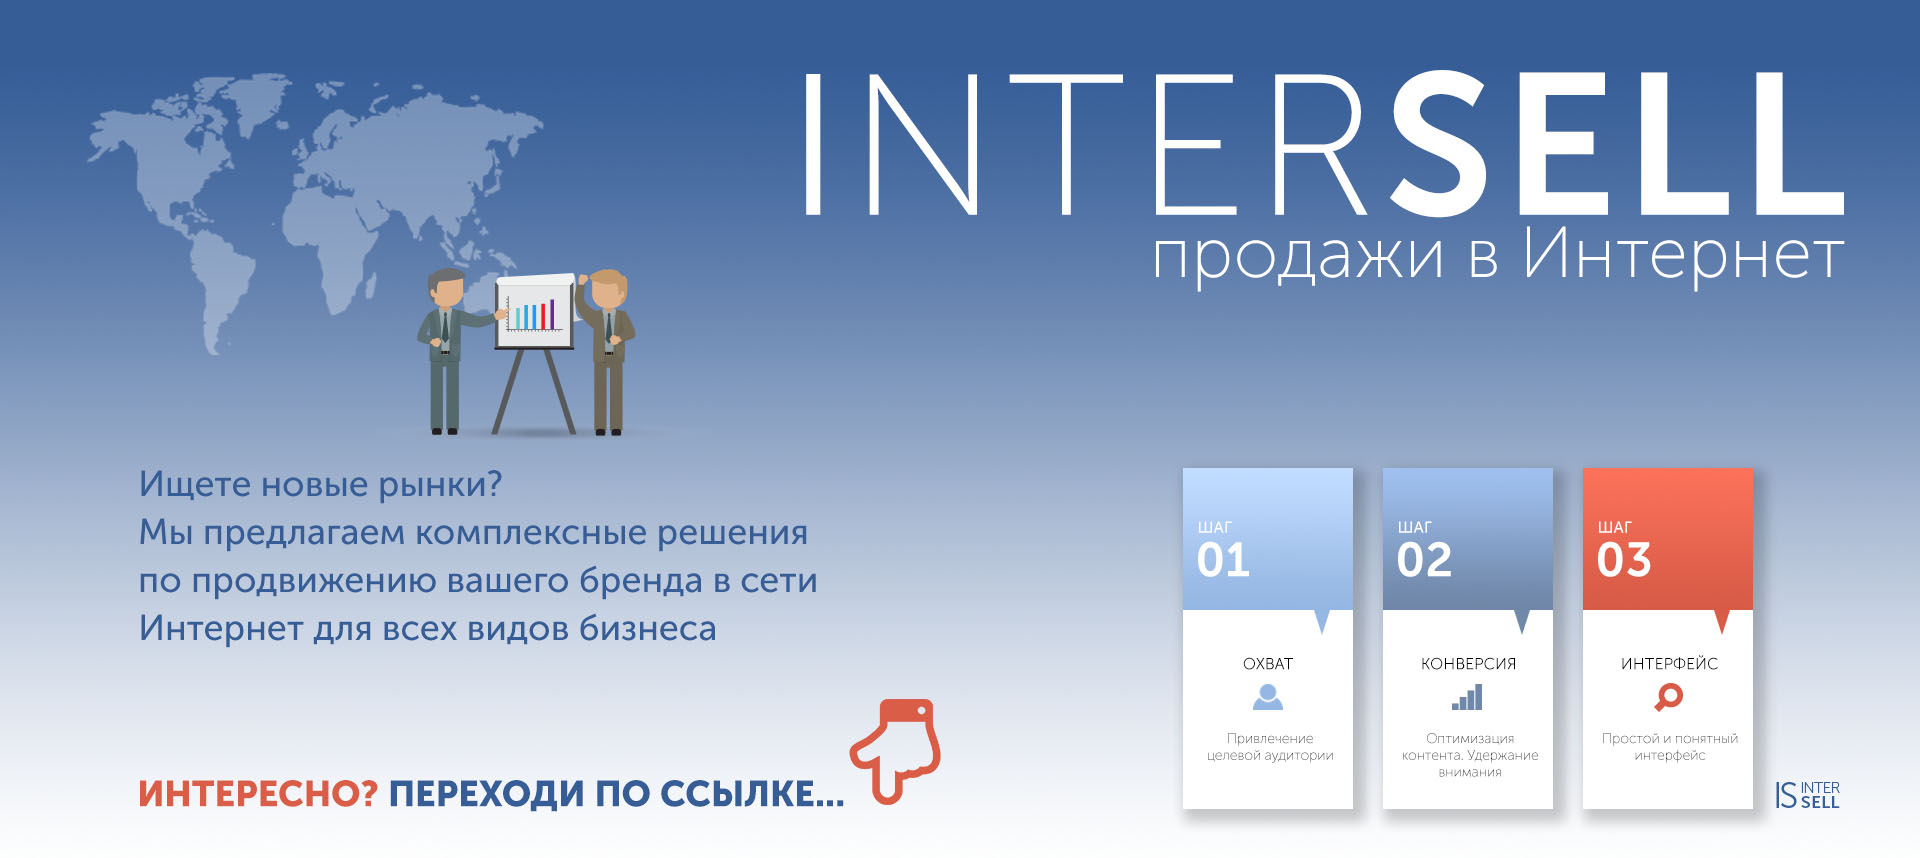 INTERSELL
продажи в Интернет
Ищете новые рынки?
Мы предлагаем комплексные решения
по продвижению вашего бренда в сети
Интернет для всех видов бизнеса
ИНТЕРЕСНО? ПЕРЕХОДИ ПО ССЫЛКЕ...
ШАГ
01
ОХВАТ
Привлечение
целевой аудитории
ШАГ
02
КОНВЕРСИЯ
Оптимизация
контента. Удержание
внимания
ШАГ
03
ИНТЕРФЕЙС
Простой и понятный
интерфейс
IS INTER
SELL